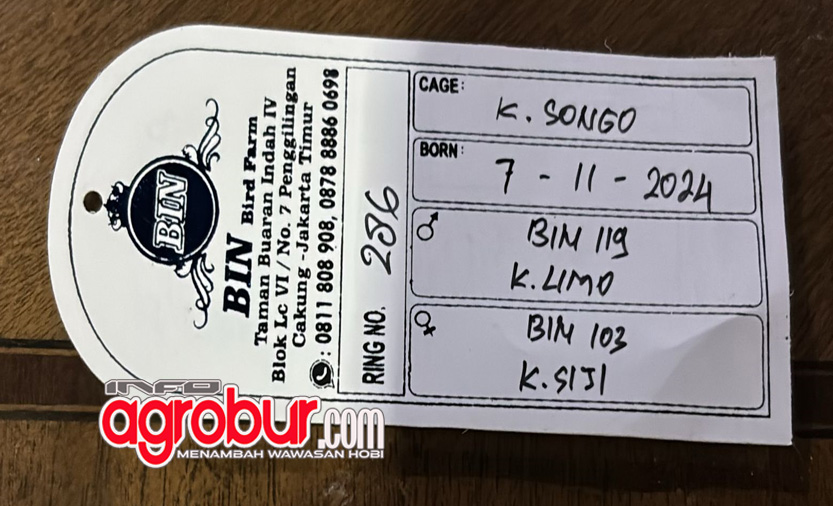 BIN
BIN Bird Farm
Taman Buaran Indah IV
Blok Lc VI / No. 7 Penggilingan
Cakung -Jakarta Timur
: 0811 808 908, 0878 8886 0698
RING NO. 286
CAGE:
K. SONGO
BORN:
7 - 11 - 2024
♂
BIN 119
K. LIMO
♀
BIN 103
K. SIJI
INFO
agrobur.com
MENAMBAH WAWASAN HOBI